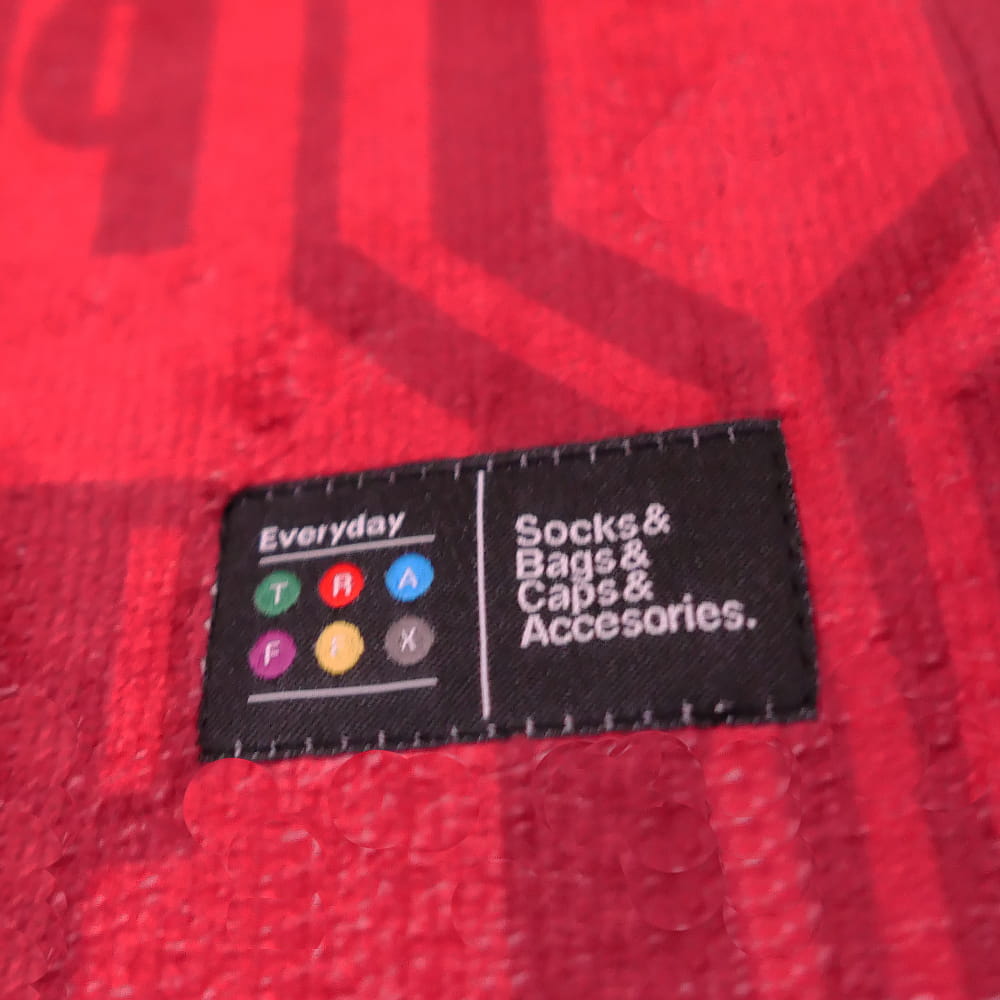 Everyday
T R A
F F X
Socks&
Bags&
Caps&
Accesories.